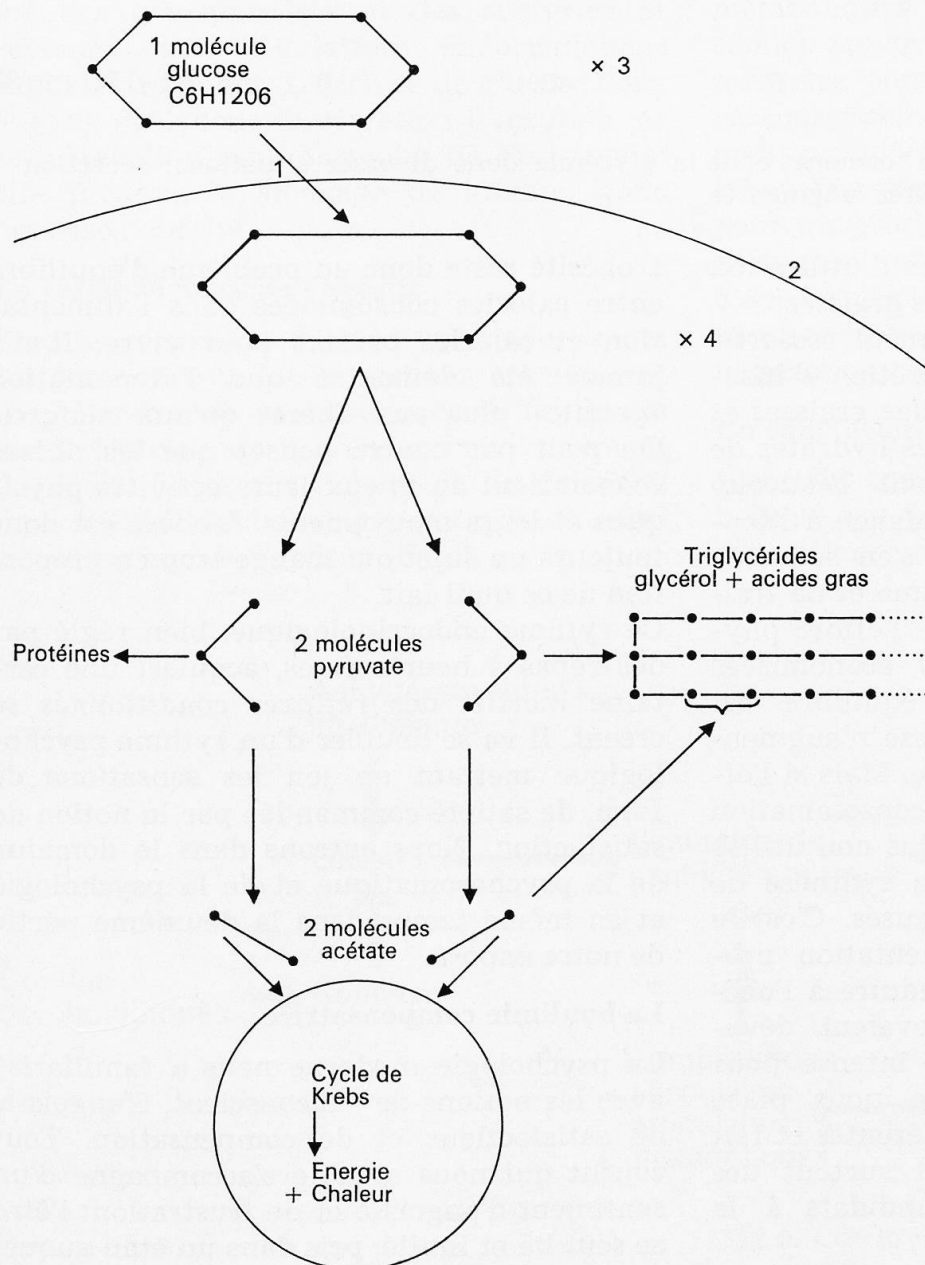 1 molécule
glucose
C6H1206
× 3
1
2
× 4
Triglycérides
glycérol + acides gras
Protéines
2 molécules
pyruvate
2 molécules
acétate
Cycle de
Krebs
Energie
+ Chaleur